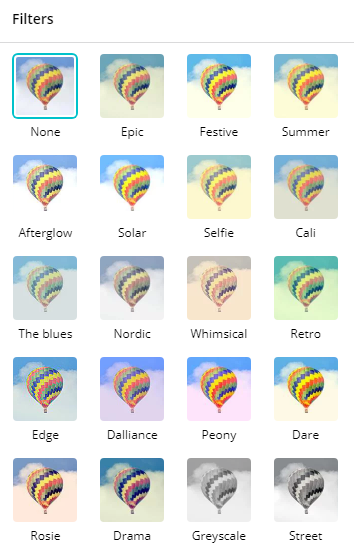 Filters
None
Epic
Festive
Summer
Afterglow
Solar
Selfie
Cali
The blues
Nordic
Whimsical
Retro
Edge
Dalliance
Peony
Dare
Rosie
Drama
Greyscale
Street